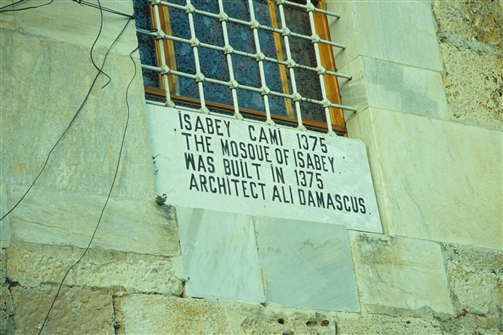 ISABEY CAMI 1375
THE MOSQUE OF ISABEY.
WAS BUILT IN 1375
ARCHITECT ALI DAMASCUS.